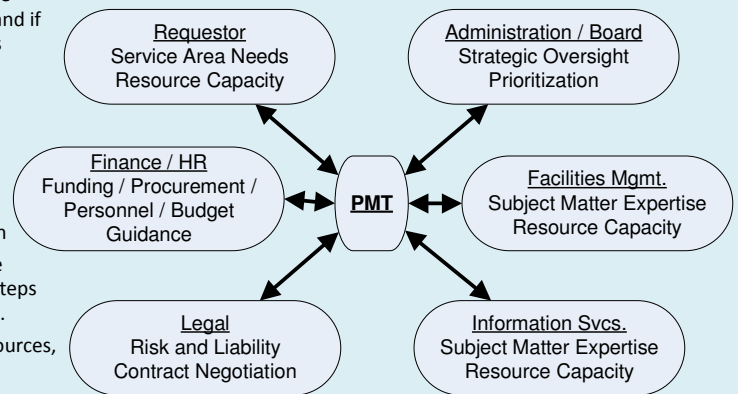 and if
Requestor
Service Area Needs
Resource Capacity
Administration / Board
Strategic Oversight
Prioritization
Finance / HR
Funding / Procurement /
Personnel / Budget
Guidance
PMT
Facilities Mgmt.
Subject Matter Expertise
Resource Capacity
Legal
Risk and Liability
Contract Negotiation
Information Svcs.
Subject Matter Expertise
Resource Capacity